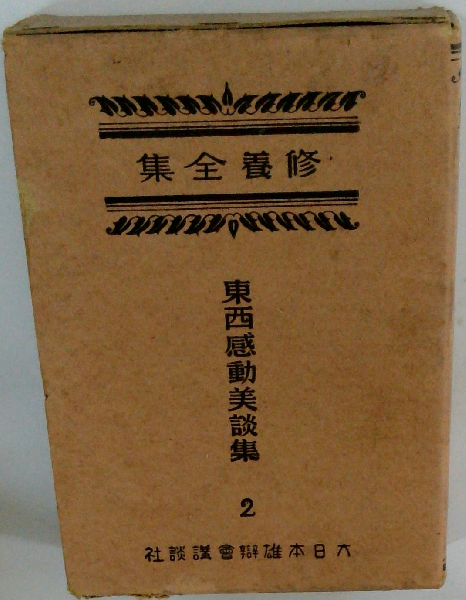 修養全集
東西感動美談集
2
大日本雄辯會講談社